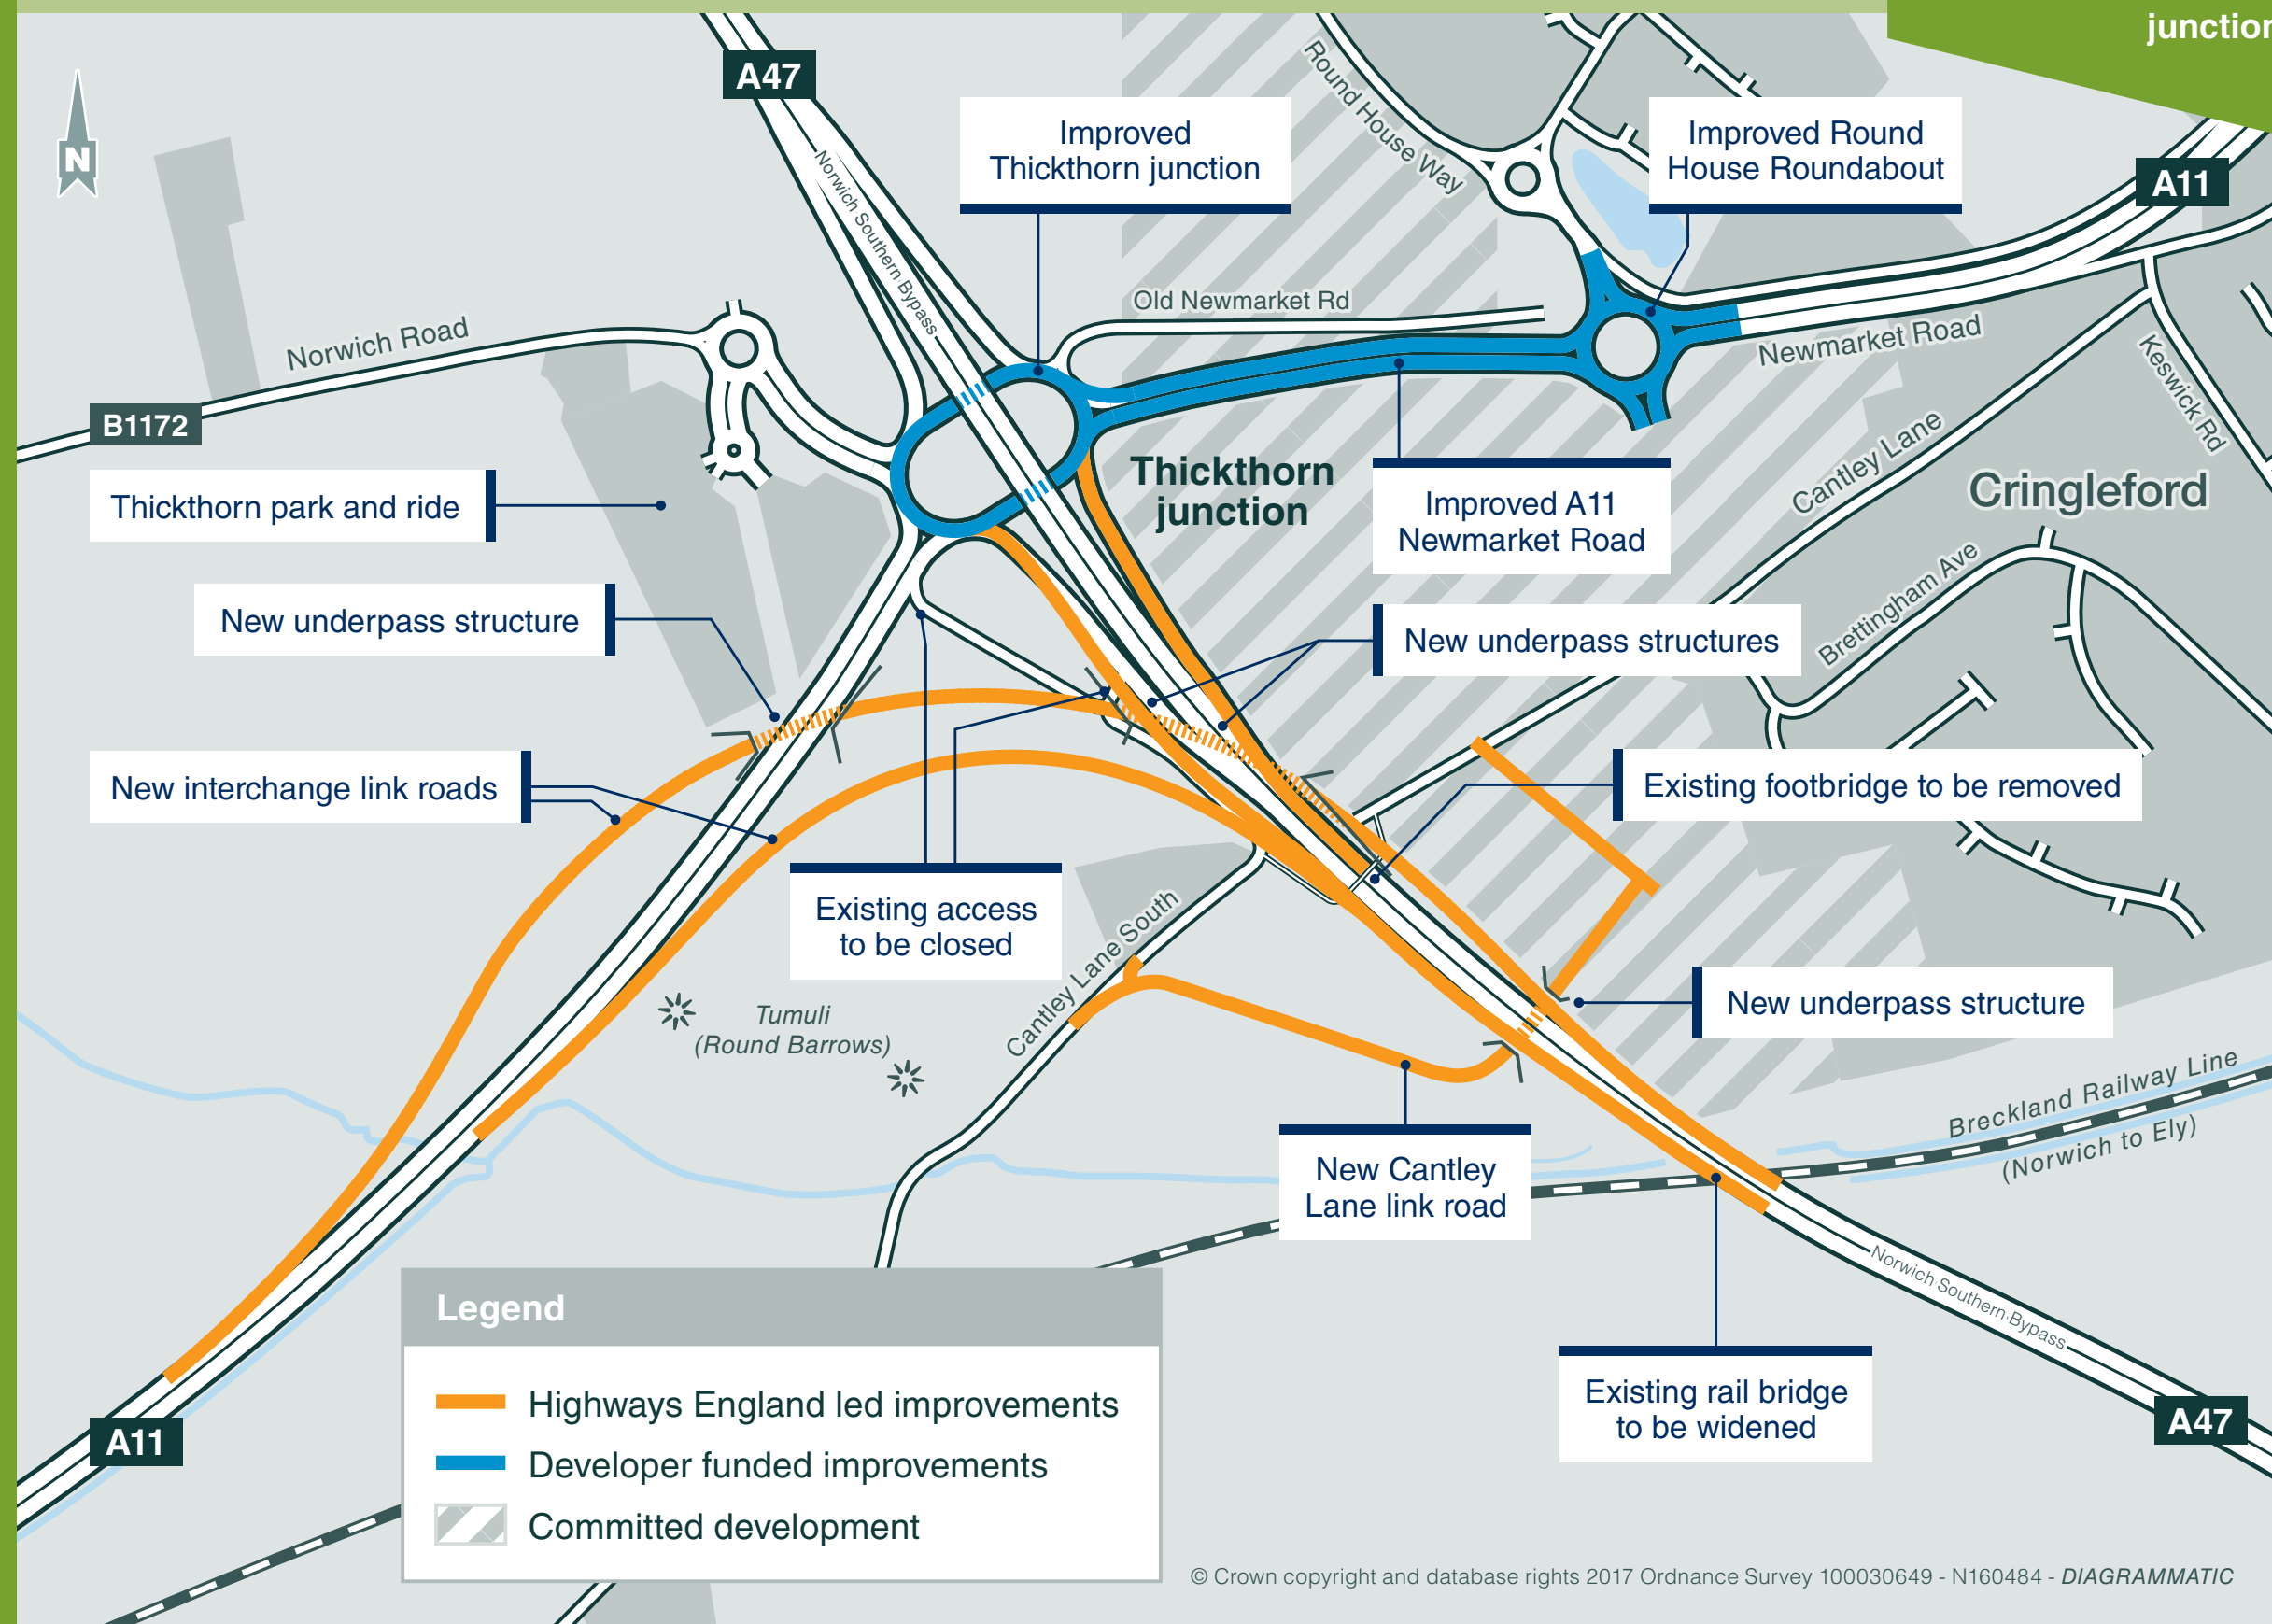 junction
A47
Round House Way
Improved
Thickthorn junction
Improved Round
House Roundabout
N
Norwich Southern Bypass
A11
Old Newmarket Rd
Norwich Road
Newmarket Road
Keswick Rd
B1172
Cantley Lane
Thickthorn
junction
Cringleford
Improved A11
Newmarket Road
Thickthorn park and ride
Brettingham Ave
New underpass structure
New underpass structures
New interchange link roads
Existing footbridge to be removed
Existing access
to be closed
Cantley Lane South
Tumuli
(Round Barrows)
New underpass structure
Breckland Railway Line
(Norwich to Ely)
New Cantley
Lane link road
Norwich Southern Bypass
Existing rail bridge
to be widened
A47
A11
Legend
Highways England led improvements
Developer funded improvements
Committed development
© Crown copyright and database rights 2017 Ordnance Survey 100030649 - N160484 - DIAGRAMMATIC